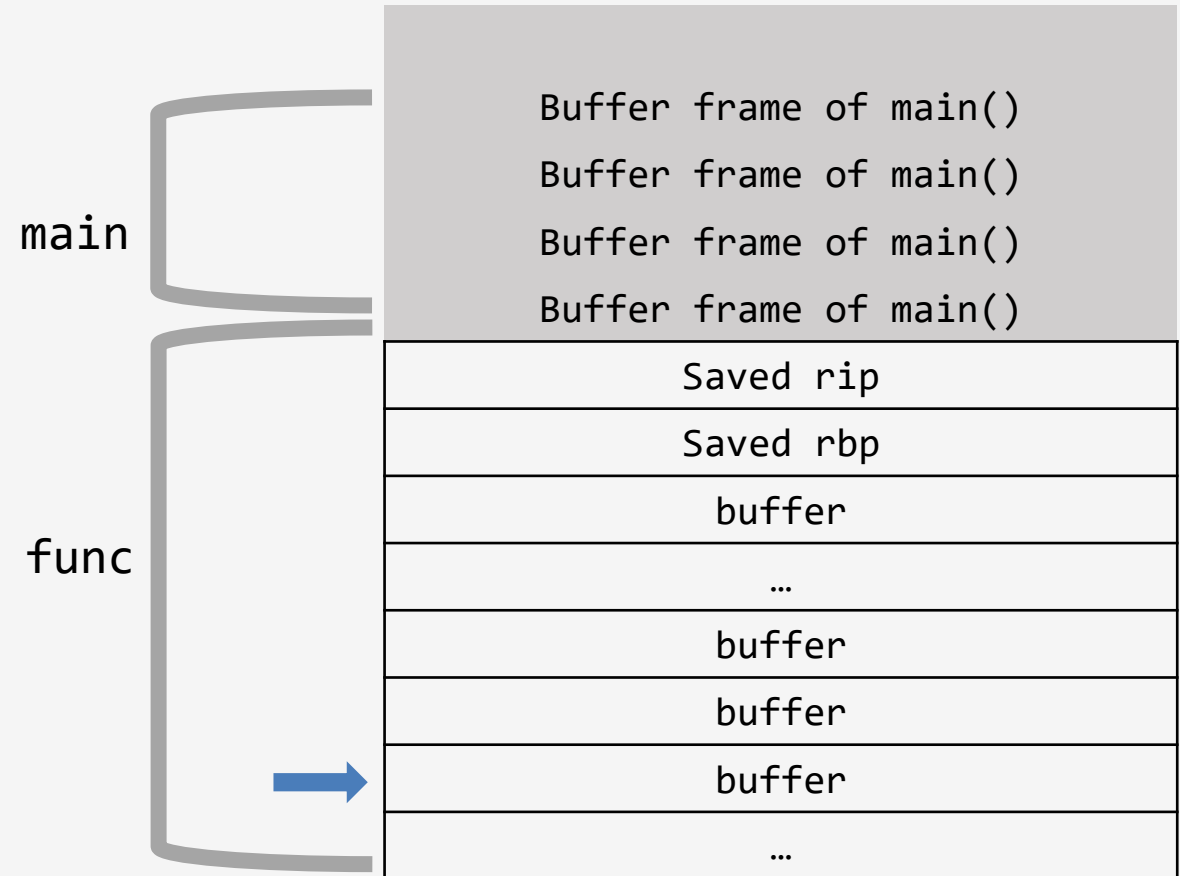 Buffer frame of main()
Buffer frame of main()
main
Buffer frame of main()
Buffer frame of main()
Saved rip
Saved rbp
buffer
func
…
buffer
buffer
buffer
…